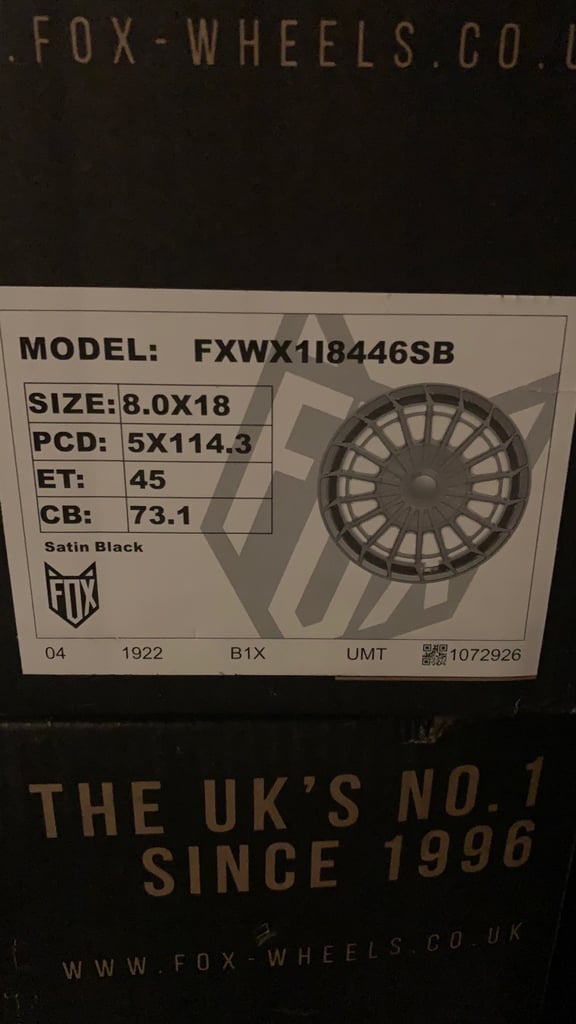 .FOX-WHEELS.CO.U
MODEL: FXWX1I8446SB
SIZE: 8.0X18
PCD: 5X114.3
ET: 45
CB: 73.1
Satin Black
FOX
04 1922 B1X UMT 1072926
THE UK'S NO.1
SINCE 1996
WWW.FOX-WHEELS.CO.UK